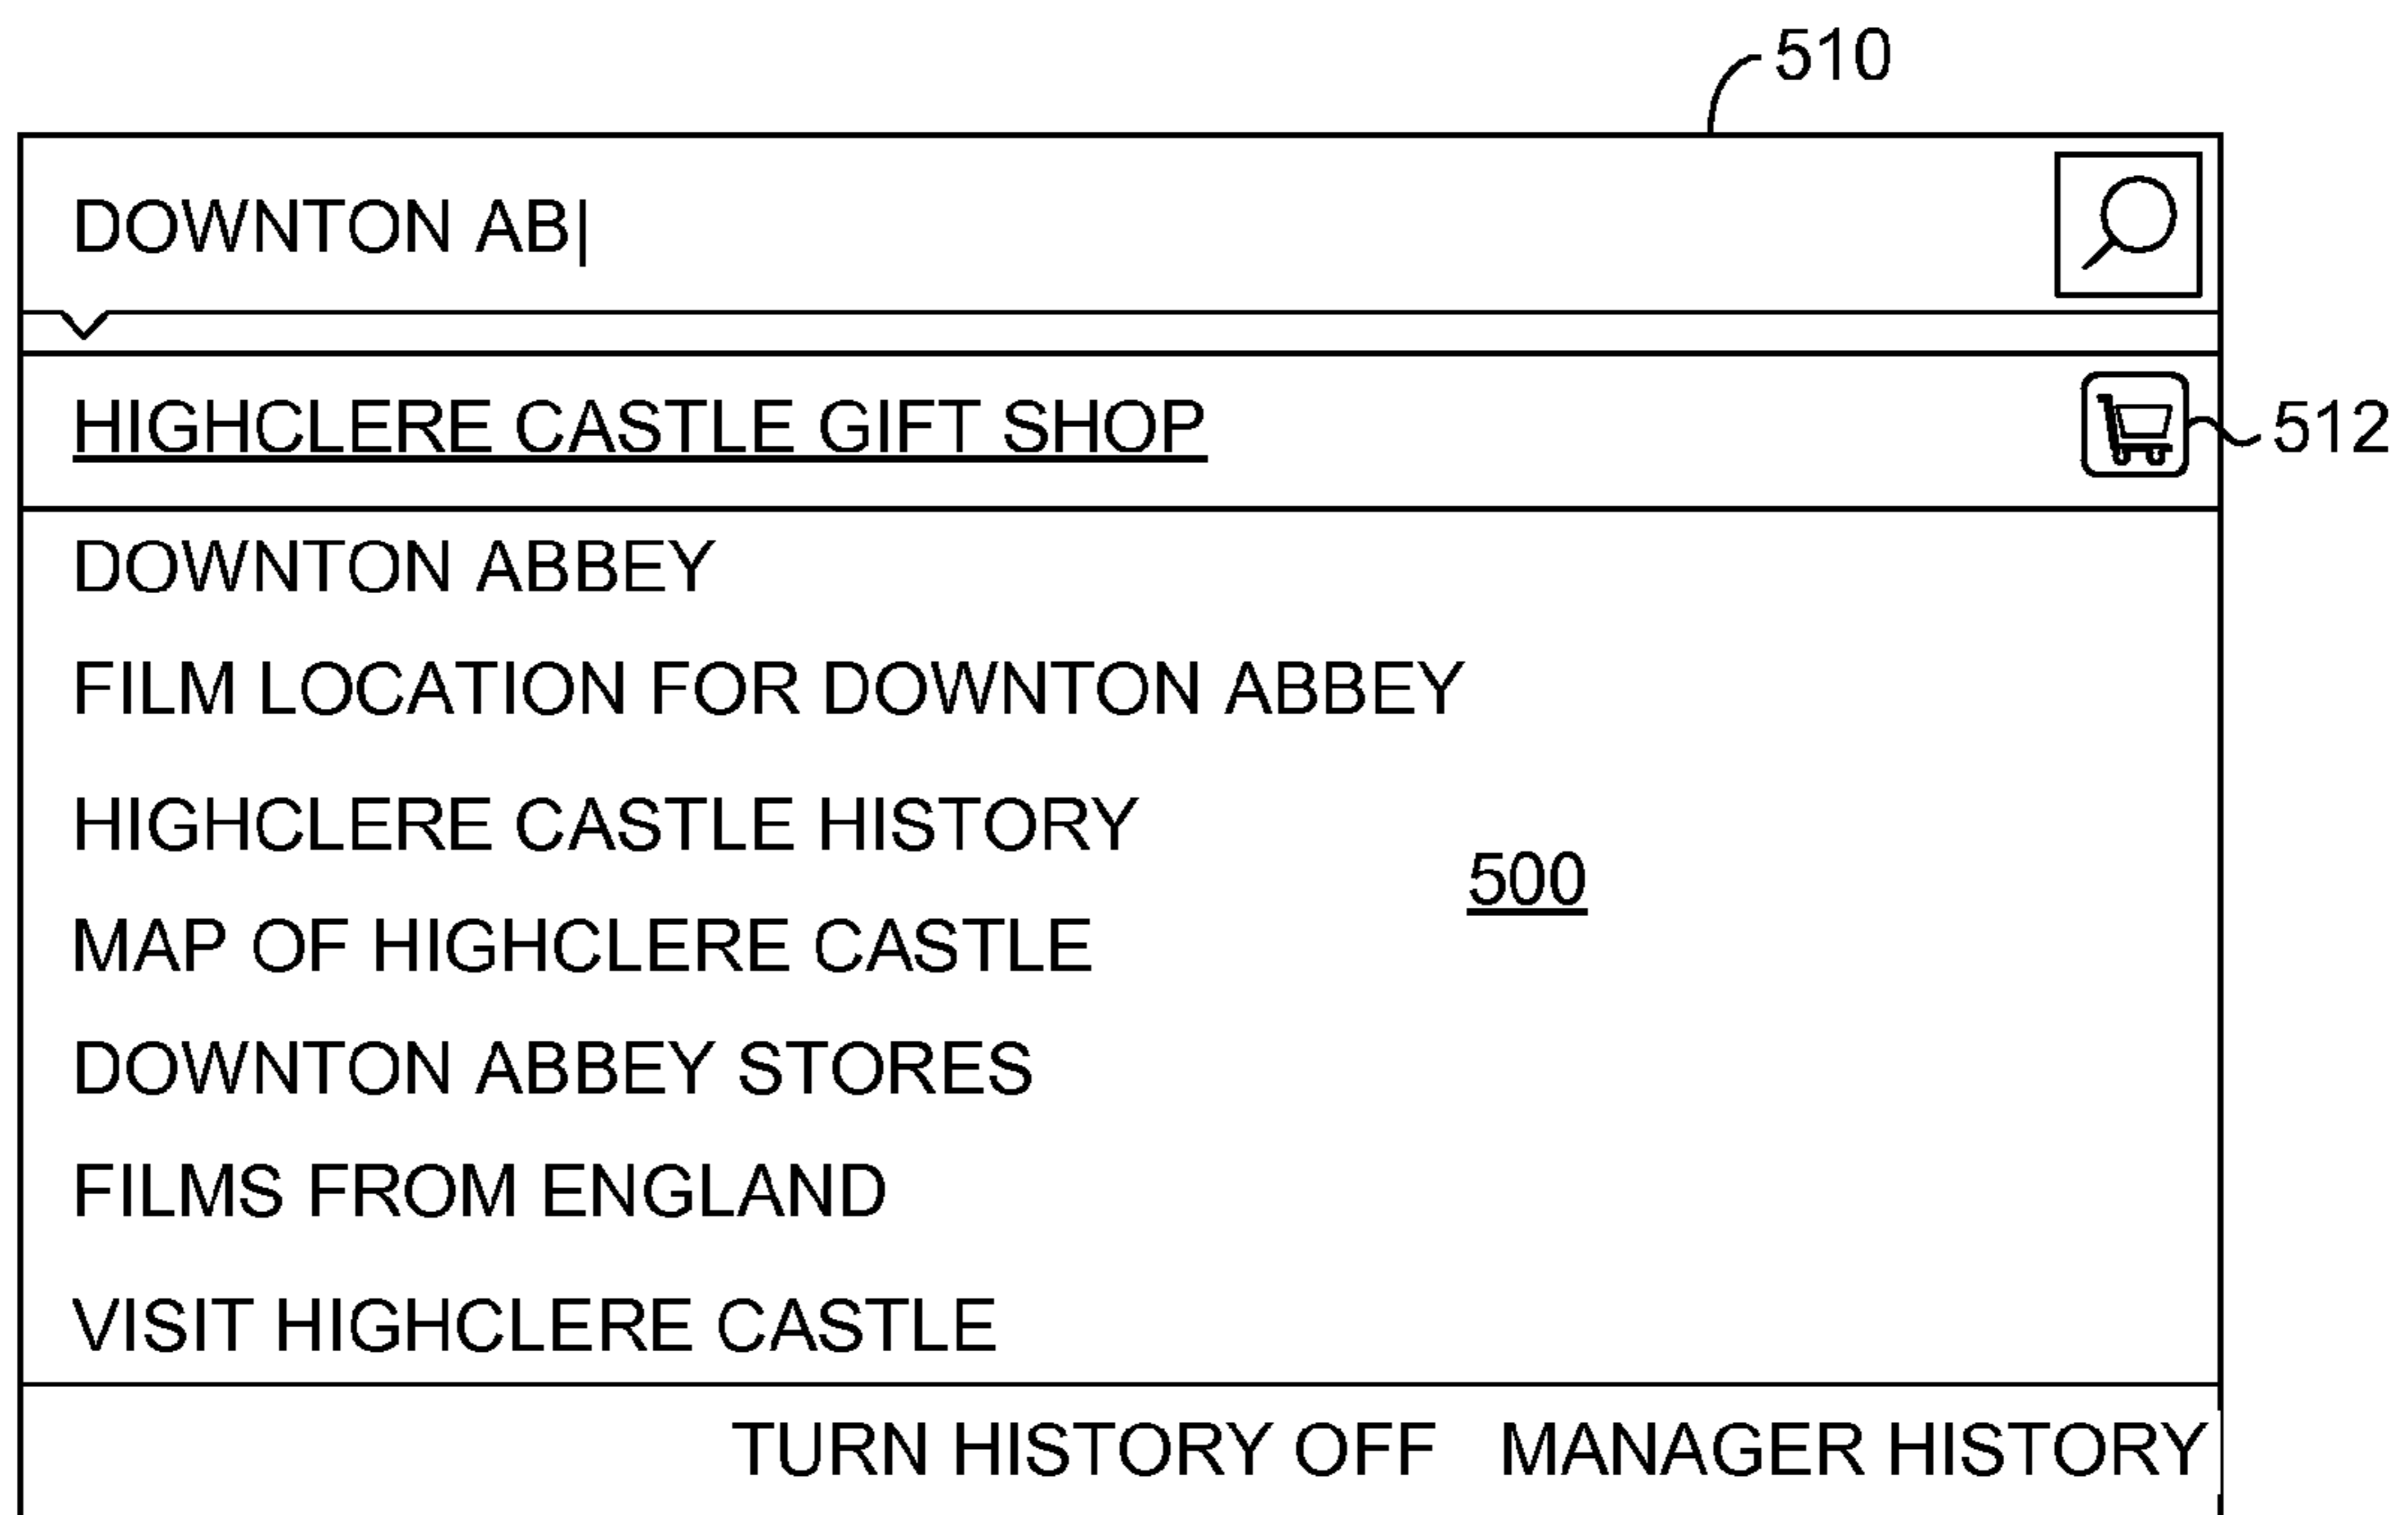 510
DOWNTON AB|
HIGHCLERE CASTLE GIFT SHOP
512
DOWNTON ABBEY
FILM LOCATION FOR DOWNTON ABBEY
HIGHCLERE CASTLE HISTORY
500
MAP OF HIGHCLERE CASTLE
DOWNTON ABBEY STORES
FILMS FROM ENGLAND
VISIT HIGHCLERE CASTLE
TURN HISTORY OFF MANAGER HISTORY